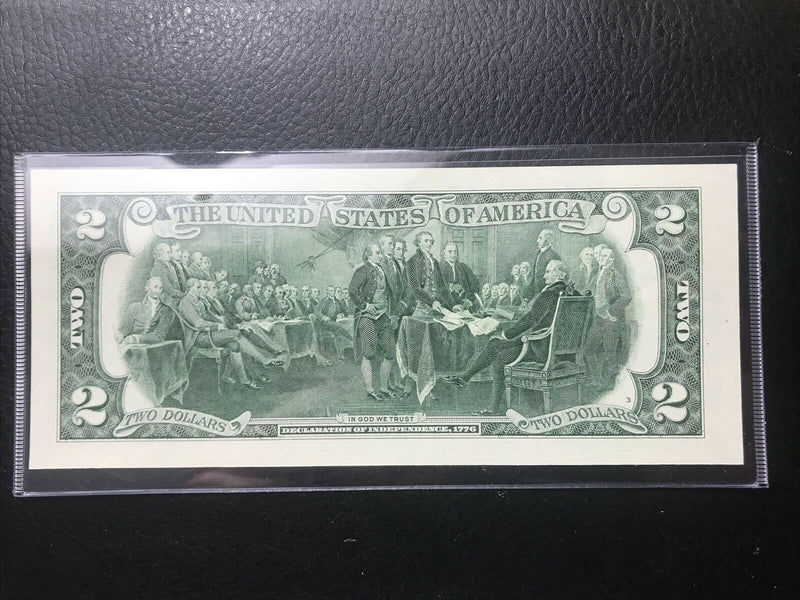 THE UNITED STATES OF AMERICA
2
2
TWO
TWO
2
2
3
TWO DOLLARS
IN GOD WE TRUST
TWO DOLLARS
DECLARATION OF INDEPENDENCE, 1776